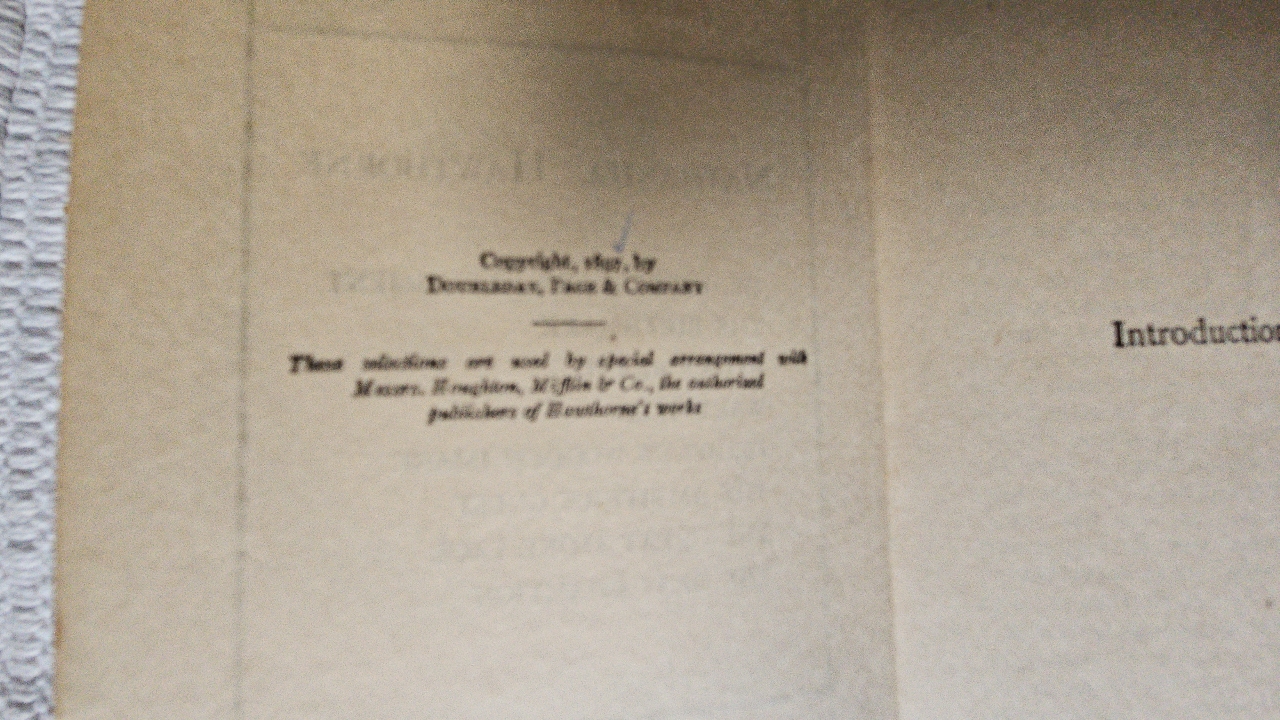 Copyright, by
DOUBLEDAY, PAGE & COMPANY
These selections are used by special arrangement with
Messrs. Houghton, Mifflin & Co., the authorized
publishers of Hawthorne's works
Introduction